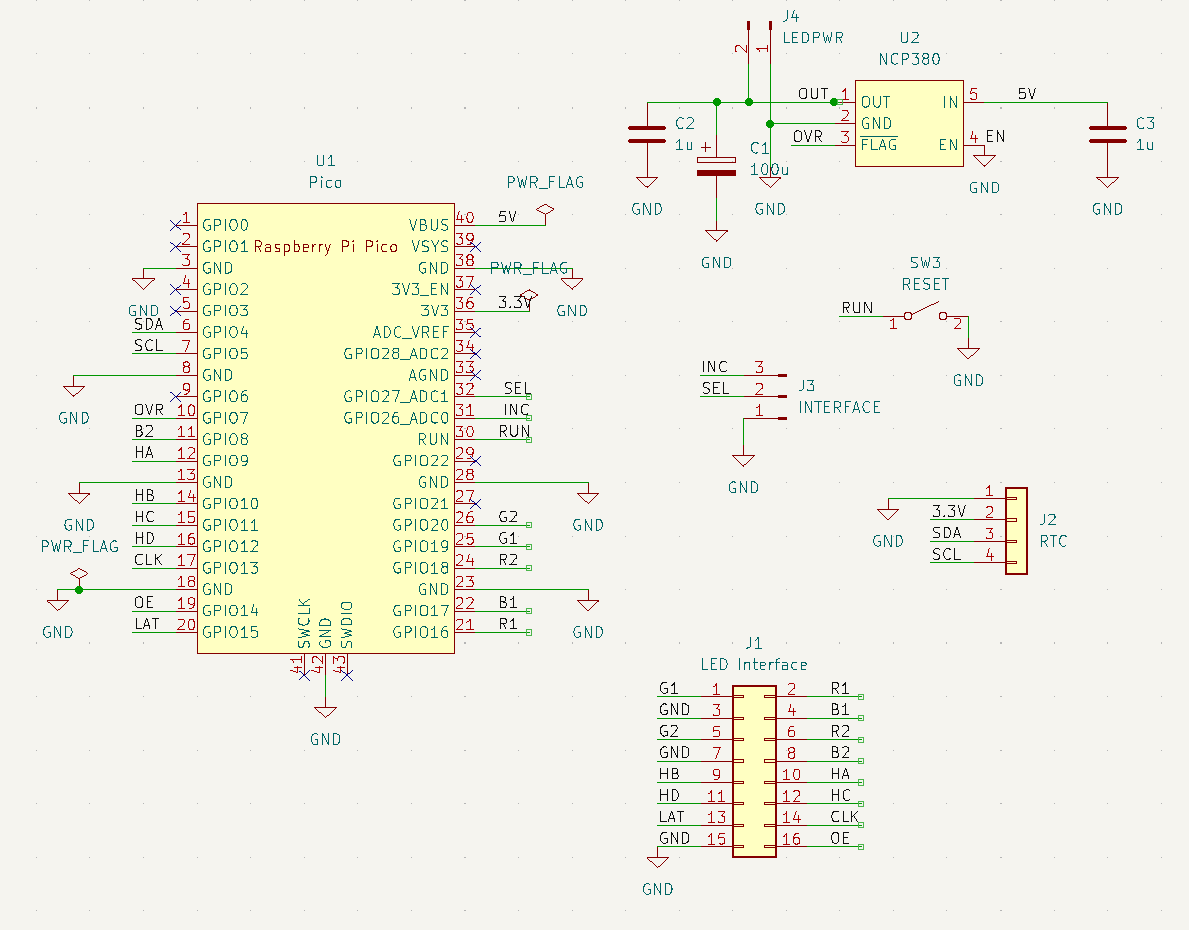 J4
LEDPWR
2
1
U2
NCP380
OUT 1 OUT IN 5 5V
2 GND
OVR 3 FLAG EN 4 EN
C2
1u
C1
100u
+
C3
1u
GND
GND
GND
GND
GND
U1
Pico
PWR_FLAG
1 GPIO0 VBUS 40 5V
2 GPIO1 Raspberry Pi Pico VSYS 39
3 GND GND 38 PWR_FLAG
4 GPIO2 3V3_EN 37
GND 5 GPIO3 3V3 36 3.3V GND
SDA 6 GPIO4 ADC_VREF 35
SCL 7 GPIO5 GPIO28_ADC2 34
8 GND AGND 33
9 GPIO6 GPIO27_ADC1 32 SEL
GND
OVR 10 GPIO7 GPIO26_ADC0 31 INC
B2 11 GPIO8 RUN 30 RUN
HA 12 GPIO9 GPIO22 29
13 GND GND 28
HB 14 GPIO10 GPIO21 27
GND
HC 15 GPIO11 GPIO20 26 G2
GND
PWR_FLAG
HD 16 GPIO12 GPIO19 25 G1
CLK 17 GPIO13 GPIO18 24 R2
18 GND GND 23
OE 19 GPIO14 GPIO17 22 B1
LAT 20 GPIO15 GPIO16 21 R1
GND
GND
SWCLK
GND
SWDIO
41
42
43
GND
SW3
RESET
RUN
1
2
GND
INC 3
SEL 2
1
J3
INTERFACE
GND
1
3.3V 2
SDA 3
SCL 4
GND
J2
RTC
J1
LED Interface
G1 1 2 R1
GND 3 4 B1
G2 5 6 R2
GND 7 8 B2
HB 9 10 HA
HD 11 12 HC
LAT 13 14 CLK
GND 15 16 OE
GND